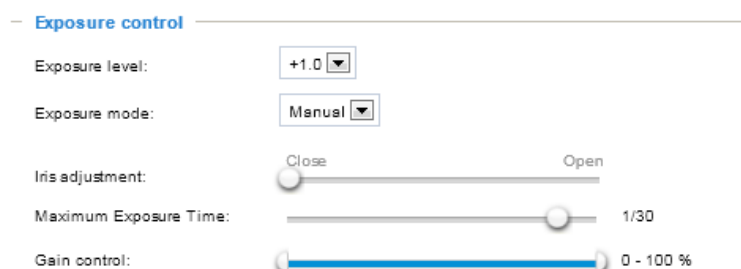 Exposure control
Exposure level: +1.0
Exposure mode: Manual
Close Open
Iris adjustment:
Maximum Exposure Time: 1/30
Gain control: 0 - 100 %